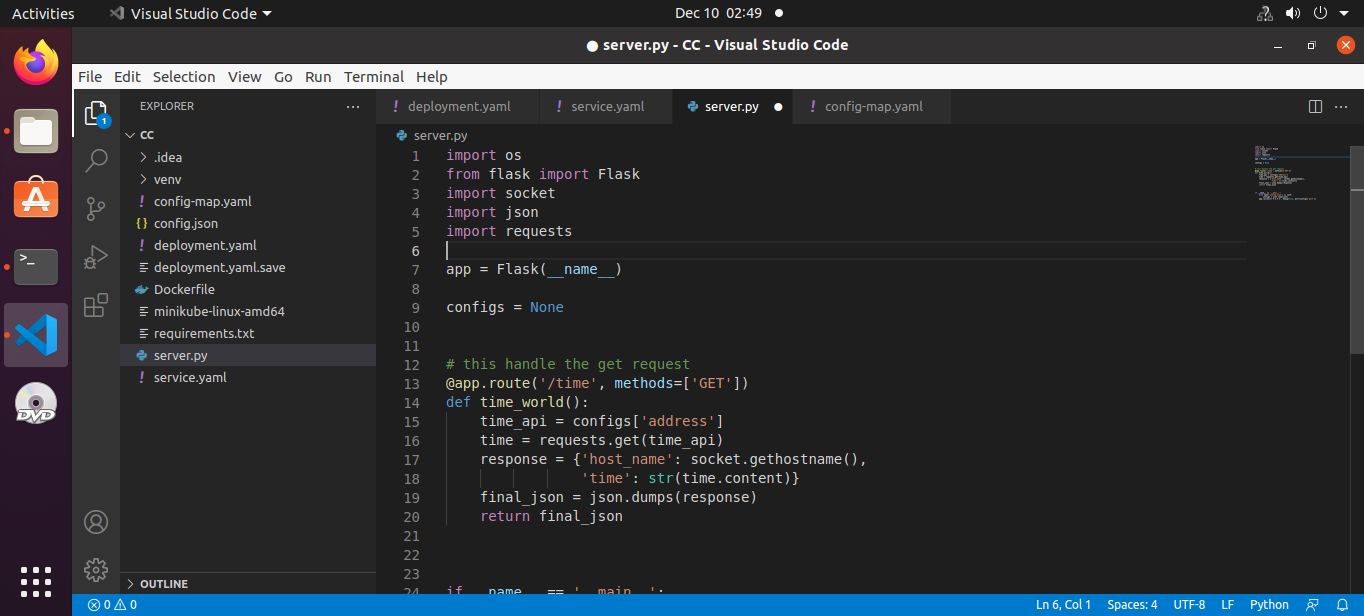 Activities
Visual Studio Code
Dec 10 02:49
server.py - CC - Visual Studio Code
File Edit Selection View Go Run Terminal Help
EXPLORER
1
CC
.idea
venv
config-map.yaml
config.json
deployment.yaml
deployment.yaml.save
Dockerfile
minikube-linux-amd64
requirements.txt
server.py
service.yaml
OUTLINE
DVD
! deployment.yaml ! service.yaml server.py ! config-map.yaml
server.py
1 import os
2 from flask import Flask
3 import socket
4 import json
5 import requests
6
7 app = Flask(__name__)
8
9 configs = None
10
11
12 # this handle the get request
13 @app.route('/time', methods=['GET'])
14 def time_world():
15 time_api = configs['address']
16 time = requests.get(time_api)
17 response = {'host_name': socket.gethostname(),
18 'time': str(time.content)}
19 final_json = json.dumps(response)
20 return final_json
21
22
23
24 if __name__ == '__main__':
0 0
Ln 6, Col 1 Spaces: 4 UTF-8 LF Python